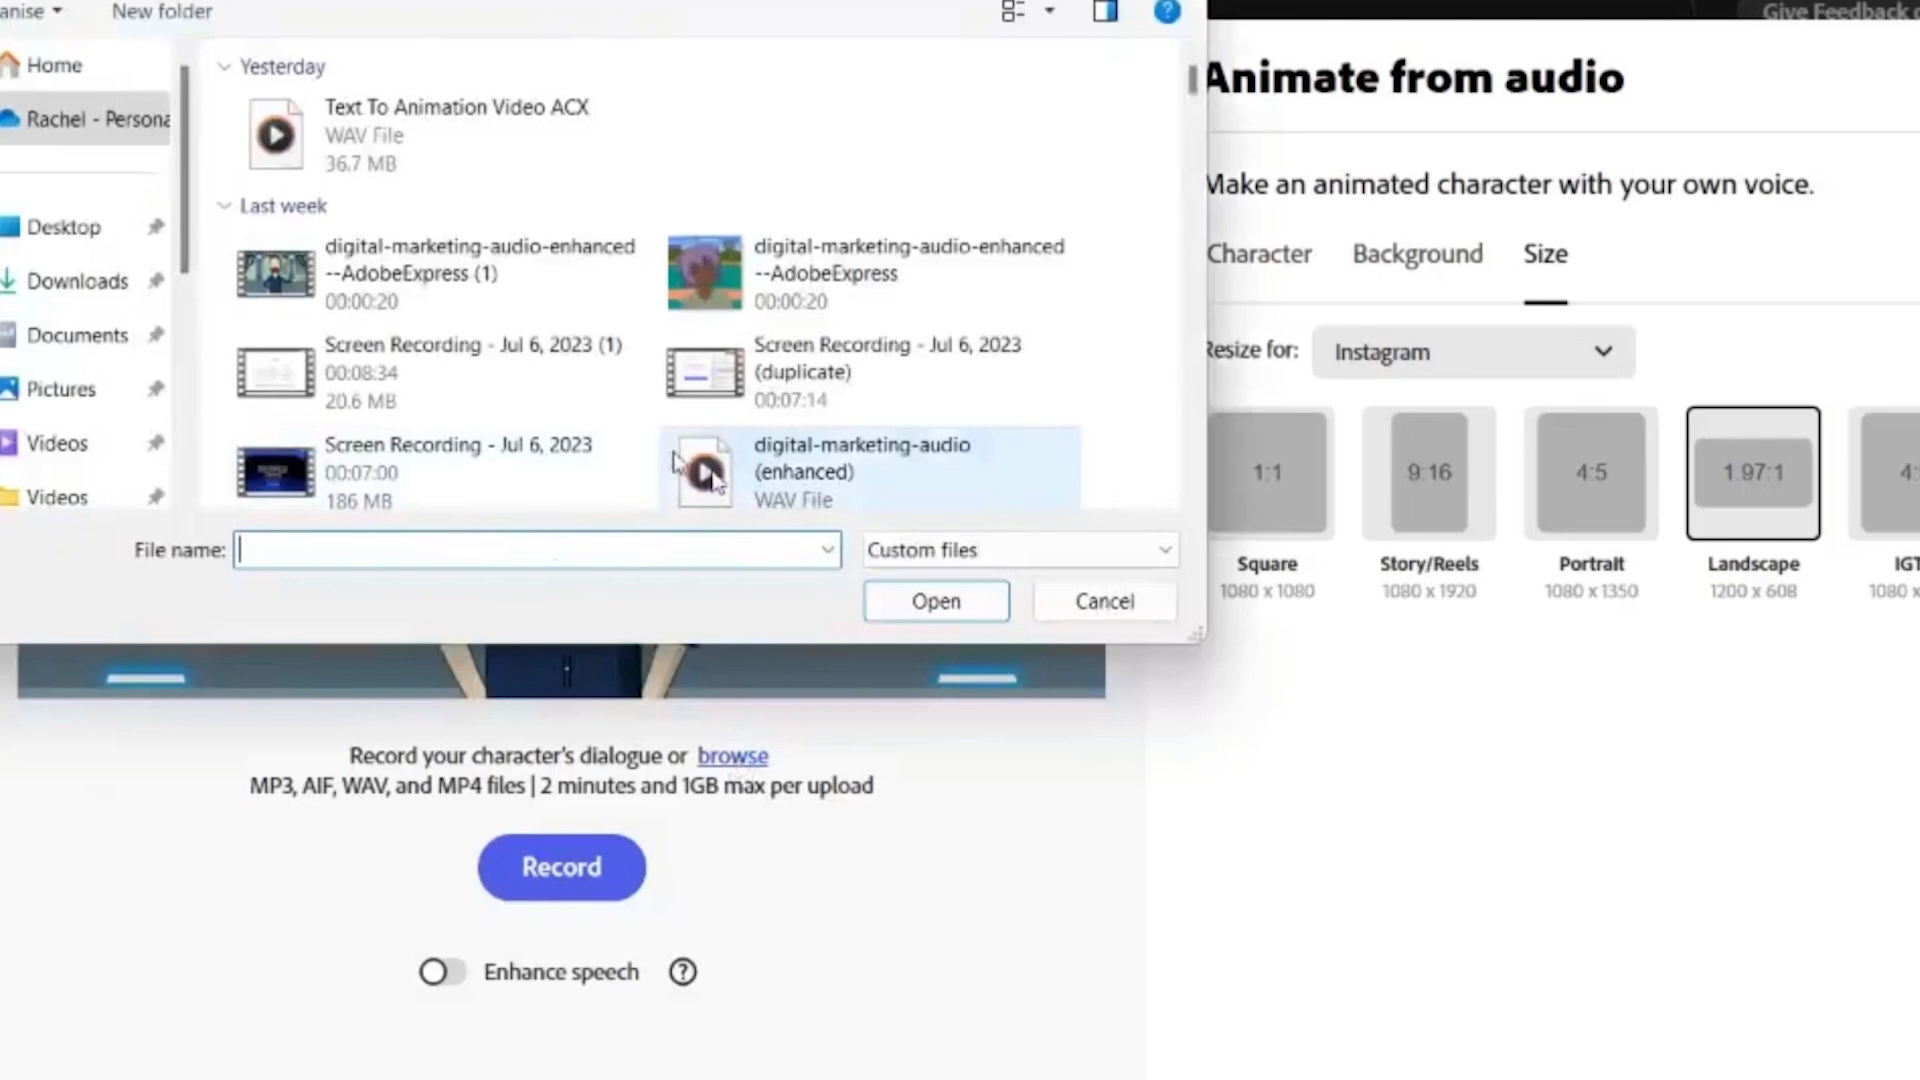 anise
New folder
Give Feedback
Home
Rachel - Persona
Desktop
Downloads
Documents
Pictures
Videos
Videos
Yesterday
Text To Animation Video ACX
WAV File
36.7 MB
Last week
digital-marketing-audio-enhanced
--AdobeExpress (1)
00:00:20
digital-marketing-audio-enhanced
--AdobeExpress
00:00:20
Screen Recording - Jul 6, 2023 (1)
00:08:34
20.6 MB
Screen Recording - Jul 6, 2023
(duplicate)
00:07:14
Screen Recording - Jul 6, 2023
00:07:00
186 MB
digital-marketing-audio
(enhanced)
WAV File
File name:
Custom files
Open
Cancel
Animate from audio
Make an animated character with your own voice.
Character Background Size
Resize for: Instagram
1:1
9:16
4:5
1.97:1
4:
Square
1080 x 1080
Story/Reels
1080 x 1920
Portrait
1080 x 1350
Landscape
1200 x 608
IGT
1080 x
Record your character's dialogue or browse
MP3, AIF, WAV, and MP4 files | 2 minutes and 1GB max per upload
Record
Enhance speech ?